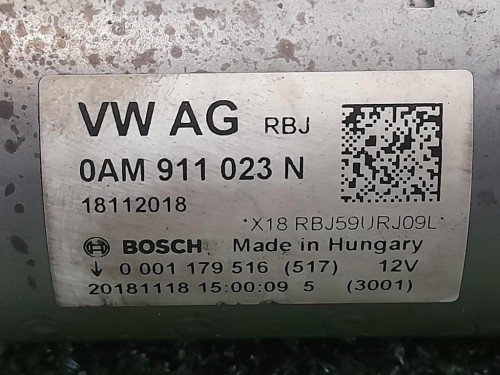 VW AG RBJ
0AM 911 023 N
18112018
*X18 RBJ59URJ09L*
BOSCH Made in Hungary
↓ 0 001 179 516 (517) 12V
20181118 15:00:09 5 (3001)